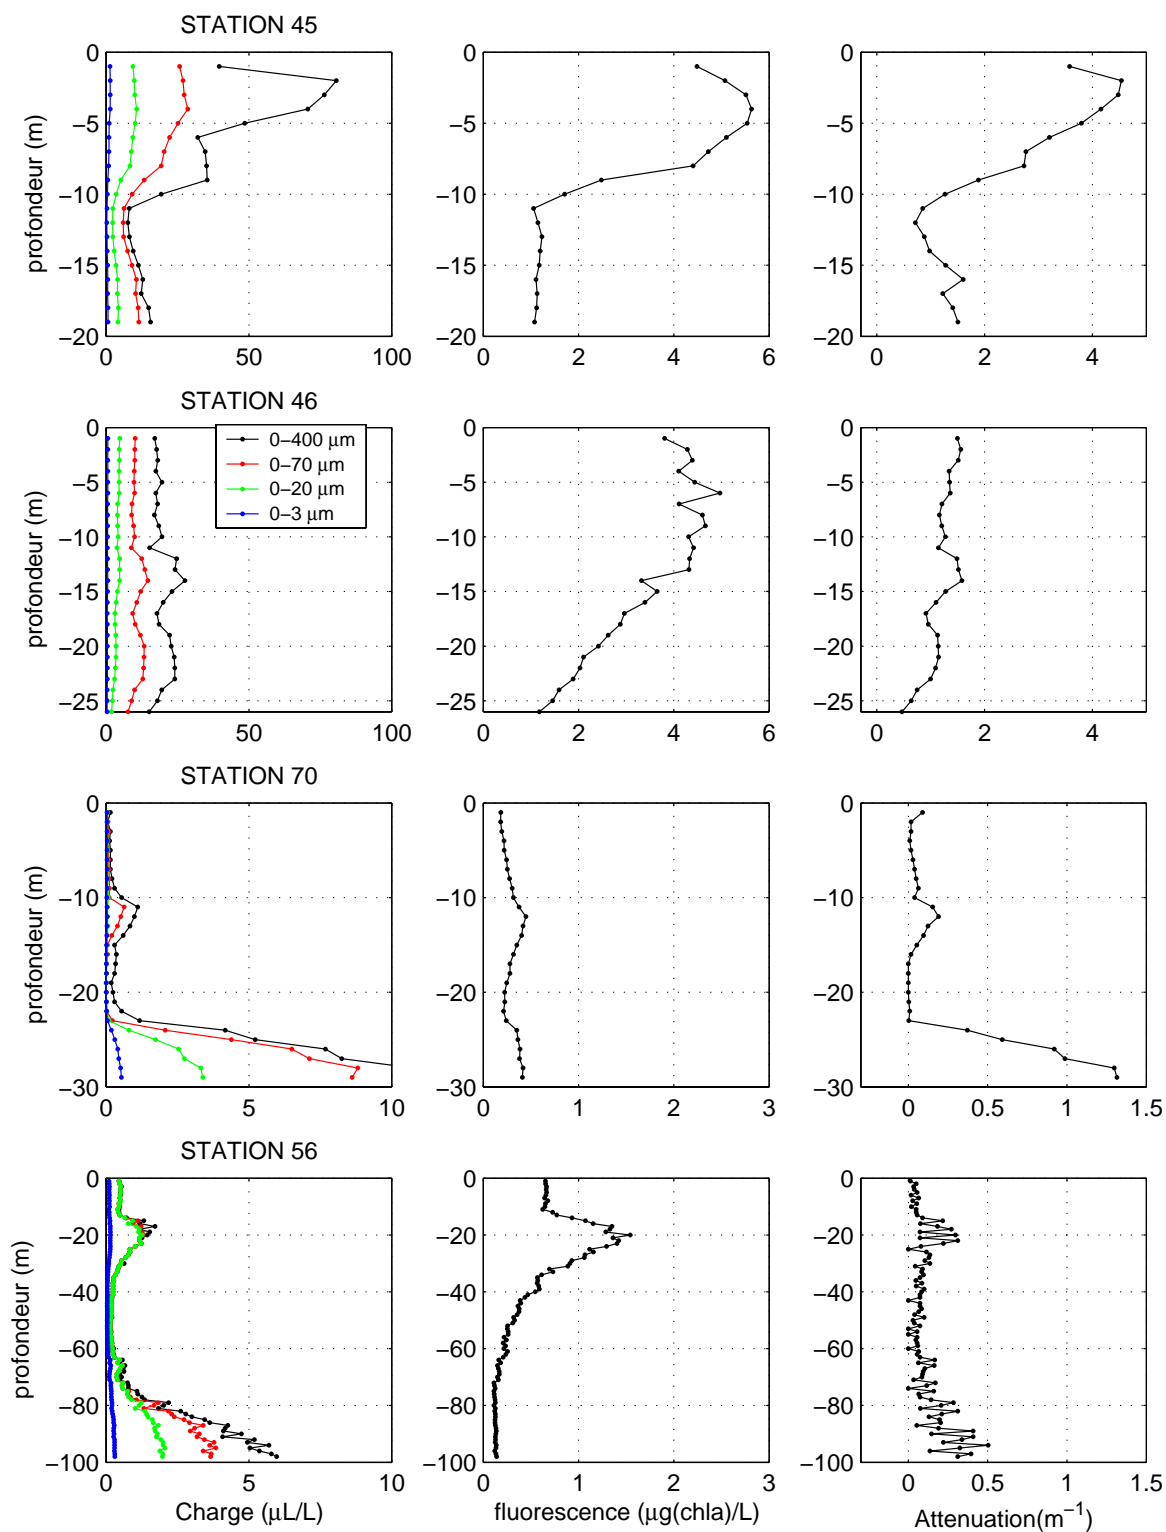 STATION 45
0
−5
−10
−15
−20
profondeur (m)
0 50 100
0
−5
−10
−15
−20
0 2 4 6
0
−5
−10
−15
−20
0 2 4
STATION 46
0
−5
−10
−15
−20
−25
profondeur (m)
0−400 µm
0−70 µm
0−20 µm
0−3 µm
0 50 100
0
−5
−10
−15
−20
−25
0 2 4 6
0
−5
−10
−15
−20
−25
0 2 4
STATION 70
0
−10
−20
−30
profondeur (m)
0 5 10
0
−10
−20
−30
0 1 2 3
0
−10
−20
−30
0 0.5 1 1.5
STATION 56
0
−20
−40
−60
−80
−100
profondeur (m)
0 5 10
Charge (µL/L)
0
−20
−40
−60
−80
−100
0 1 2 3
fluorescence (µg(chla)/L)
0
−20
−40
−60
−80
−100
0 0.5 1 1.5
Attenuation(m⁻¹)